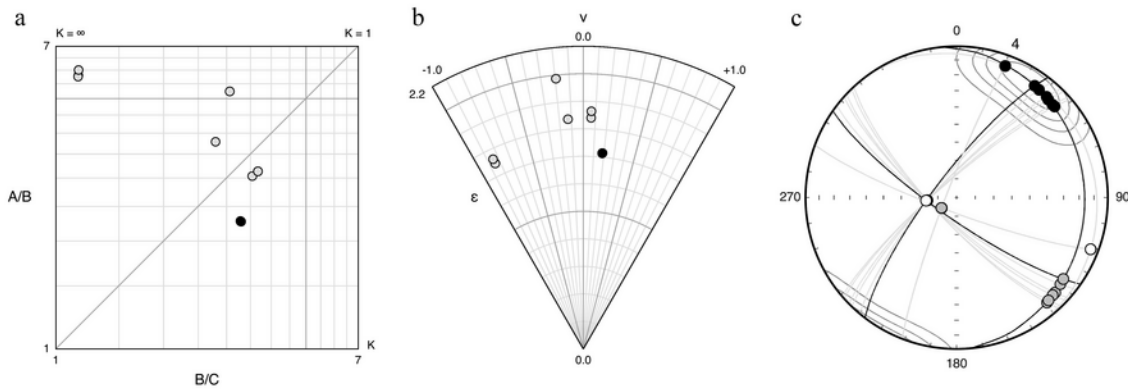 a
K = ∞
K = 1
7
A/B
1
1
7
K
B/C
b
ν
0.0
-1.0
+1.0
2.2
ε
0.0
c
0
4
270
90
180